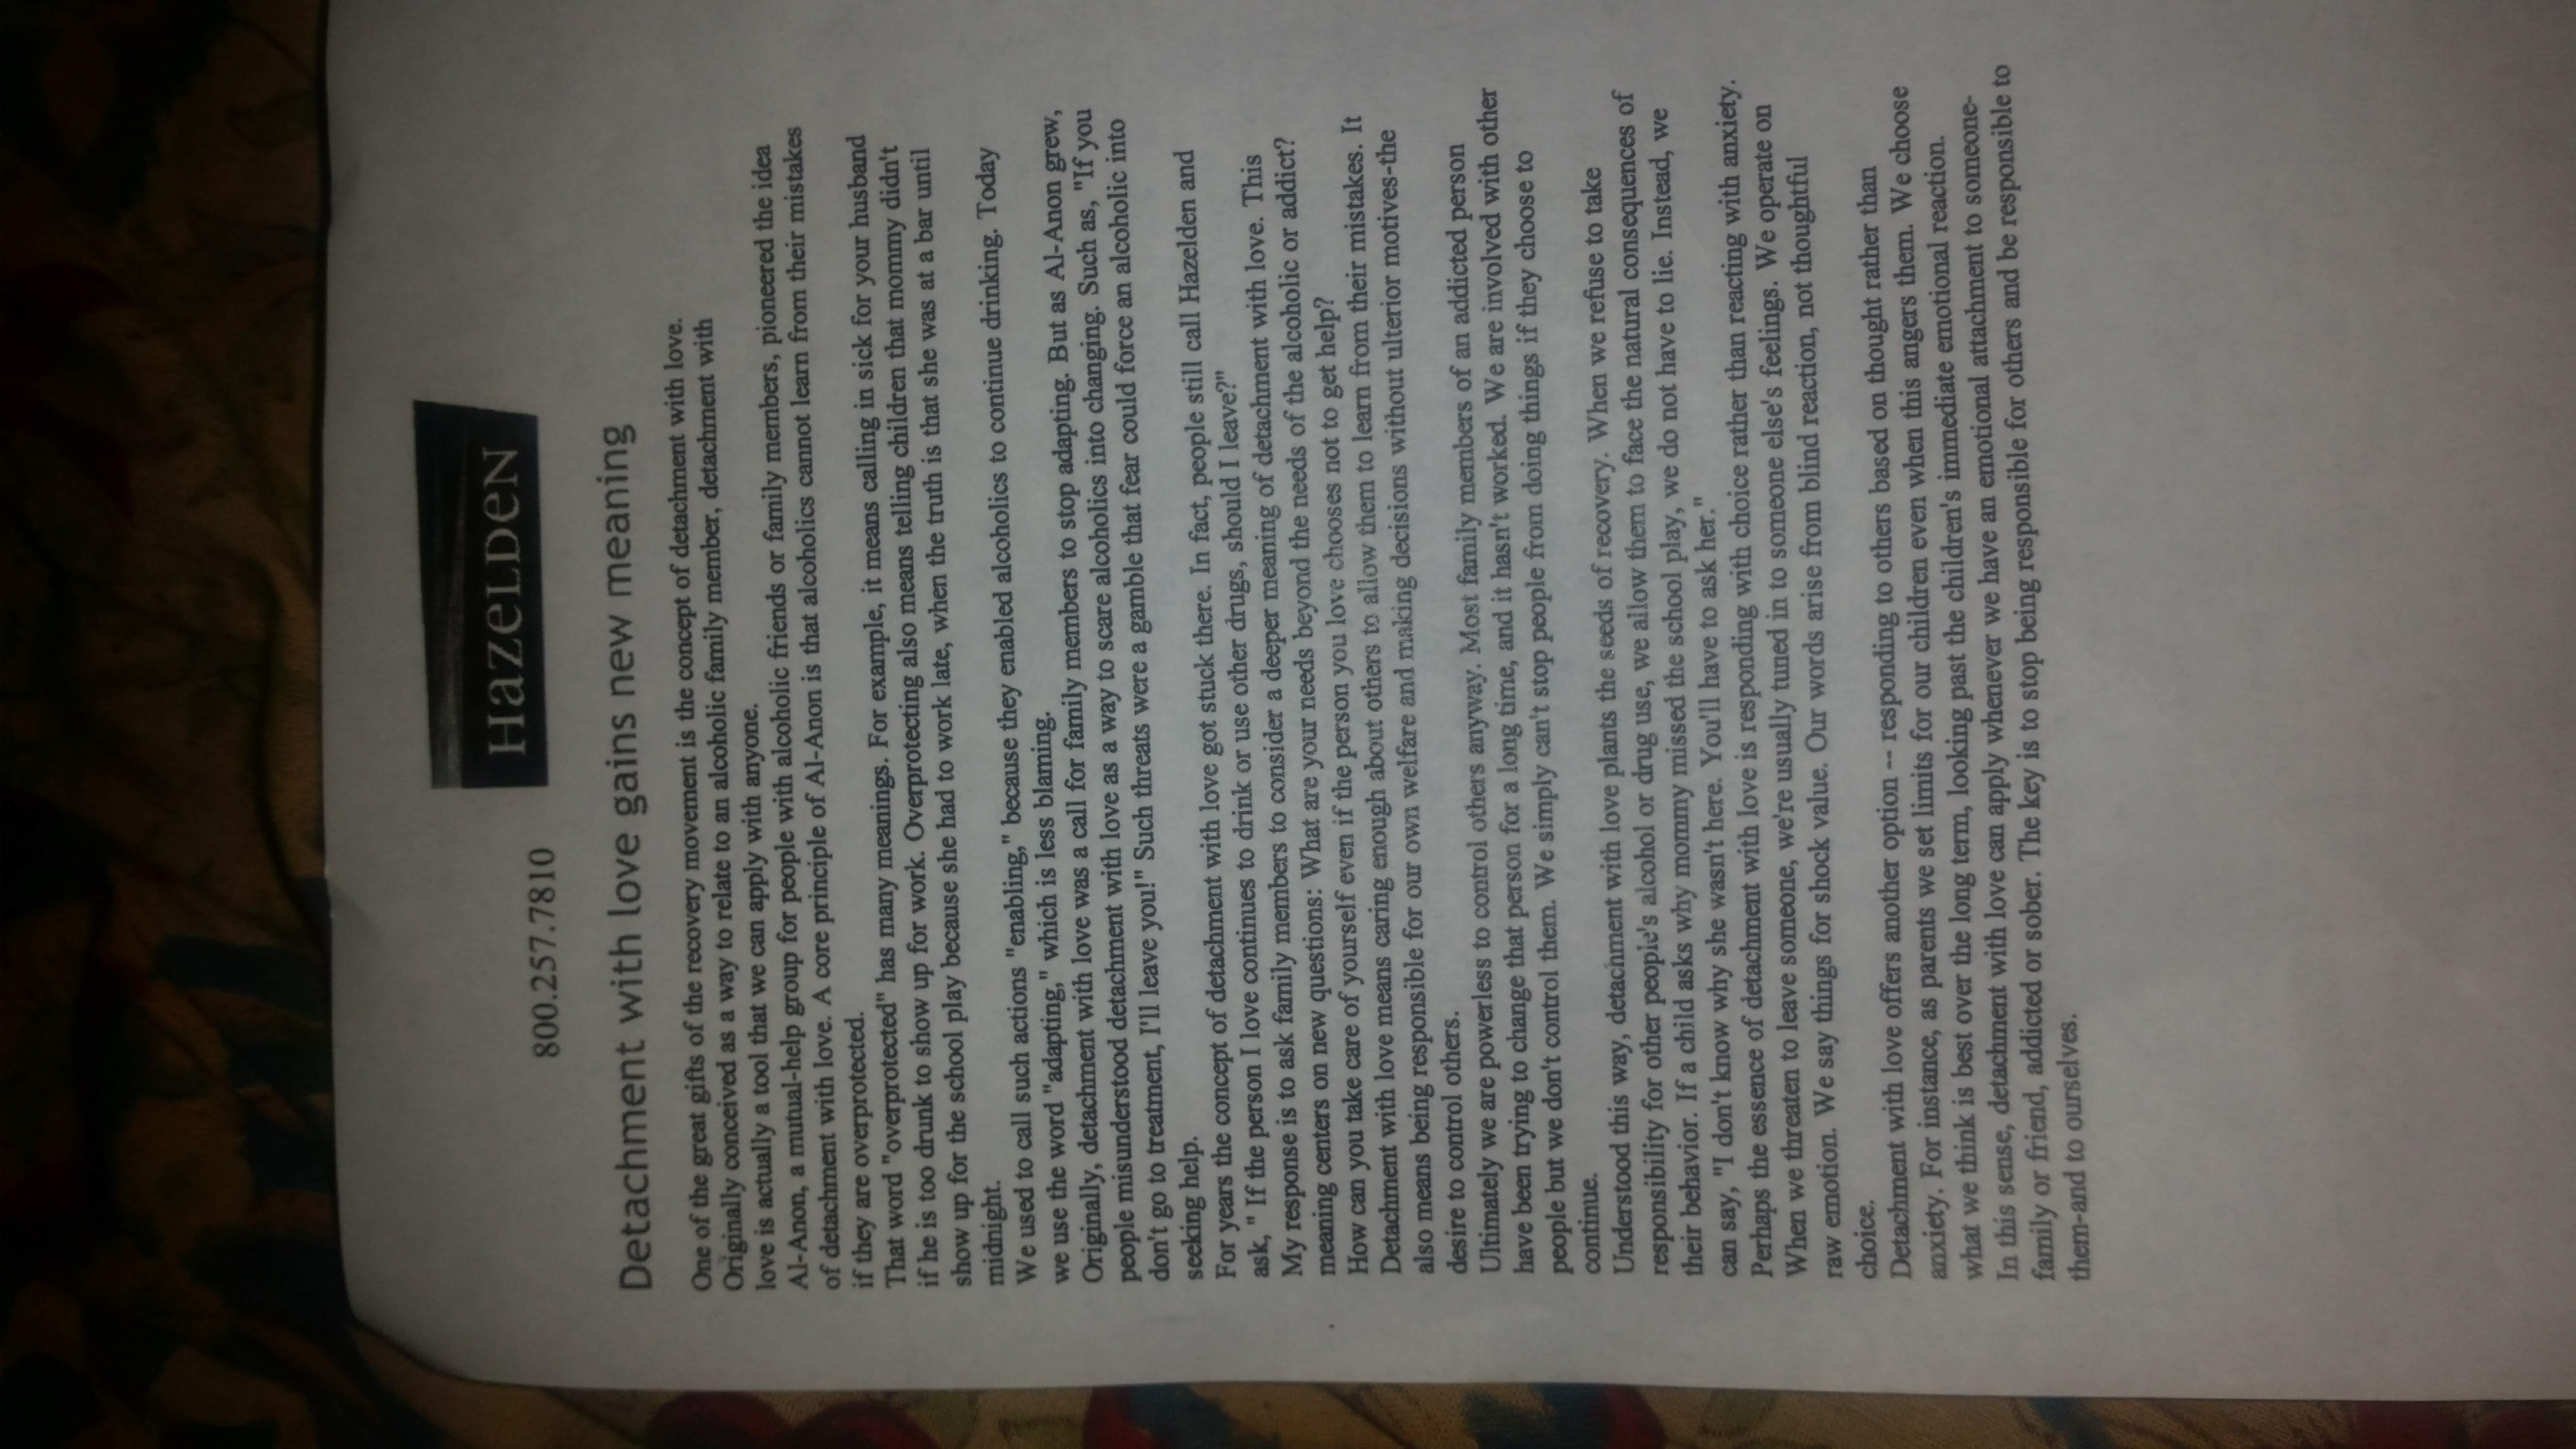 HAZELDEN
800.257.7810
Detachment with love gains new meaning
One of the great gifts of the recovery movement is the concept of detachment with love.
Originally conceived as a way to relate to an alcoholic family member, detachment with
love is actually a tool that we can apply with anyone.
Al-Anon, a mutual-help group for people with alcoholic friends or family members, pioneered the idea
of detachment with love. A core principle of Al-Anon is that alcoholics cannot learn from their mistakes
if they are overprotected.
That word "overprotected" has many meanings. For example, it means calling in sick for your husband
if he is too drunk to show up for work. Overprotecting also means telling children that mommy didn't
show up for the school play because she had to work late, when the truth is that she was at a bar until
midnight.
We used to call such actions "enabling," because they enabled alcoholics to continue drinking. Today
we use the word "adapting," which is less blaming.
Originally, detachment with love was a call for family members to stop adapting. But as Al-Anon grew,
people misunderstood detachment with love as a way to scare alcoholics into changing. Such as, "If you
don't go to treatment, I'll leave you!" Such threats were a gamble that fear could force an alcoholic into
seeking help.
For years the concept of detachment with love got stuck there. In fact, people still call Hazelden and
ask, " If the person I love continues to drink or use other drugs, should I leave?"
My response is to ask family members to consider a deeper meaning of detachment with love. This
meaning centers on new questions: What are your needs beyond the needs of the alcoholic or addict?
How can you take care of yourself even if the person you love chooses not to get help?
Detachment with love means caring enough about others to allow them to learn from their mistakes. It
also means being responsible for our own welfare and making decisions without ulterior motives-the
desire to control others.
Ultimately we are powerless to control others anyway. Most family members of an addicted person
have been trying to change that person for a long time, and it hasn't worked. We are involved with other
people but we don't control them. We simply can't stop people from doing things if they choose to
continue.
Understood this way, detachment with love plants the seeds of recovery. When we refuse to take
responsibility for other people's alcohol or drug use, we allow them to face the natural consequences of
their behavior. If a child asks why mommy missed the school play, we do not have to lie. Instead, we
can say, "I don't know why she wasn't here. You'll have to ask her."
Perhaps the essence of detachment with love is responding with choice rather than reacting with anxiety.
When we threaten to leave someone, we're usually tuned in to someone else's feelings. We operate on
raw emotion. We say things for shock value. Our words arise from blind reaction, not thoughtful
choice.
Detachment with love offers another option -- responding to others based on thought rather than
anxiety. For instance, as parents we set limits for our children even when this angers them. We choose
what we think is best over the long term, looking past the children's immediate emotional reaction.
In this sense, detachment with love can apply whenever we have an emotional attachment to someone-
family or friend, addicted or sober. The key is to stop being responsible for others and be responsible to
them-and to ourselves.